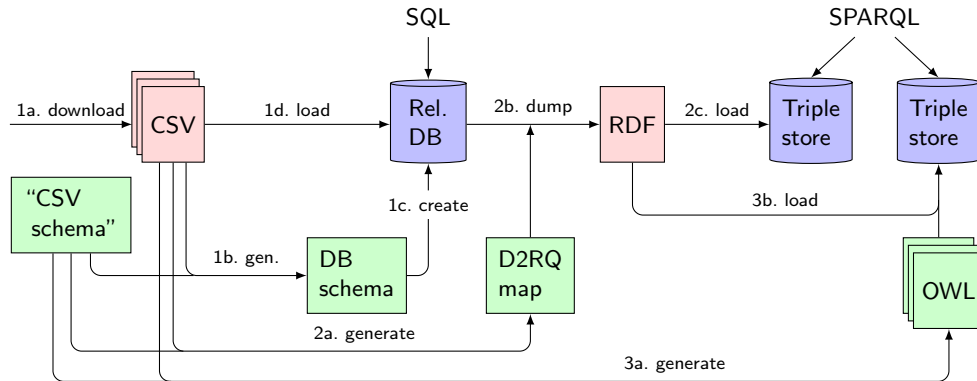 SQL
SPARQL
1a. download
CSV
1d. load
Rel.
DB
2b. dump
RDF
2c. load
Triple
store
Triple
store
“CSV
schema”
1c. create
3b. load
1b. gen.
DB
schema
D2RQ
map
OWL
2a. generate
3a. generate